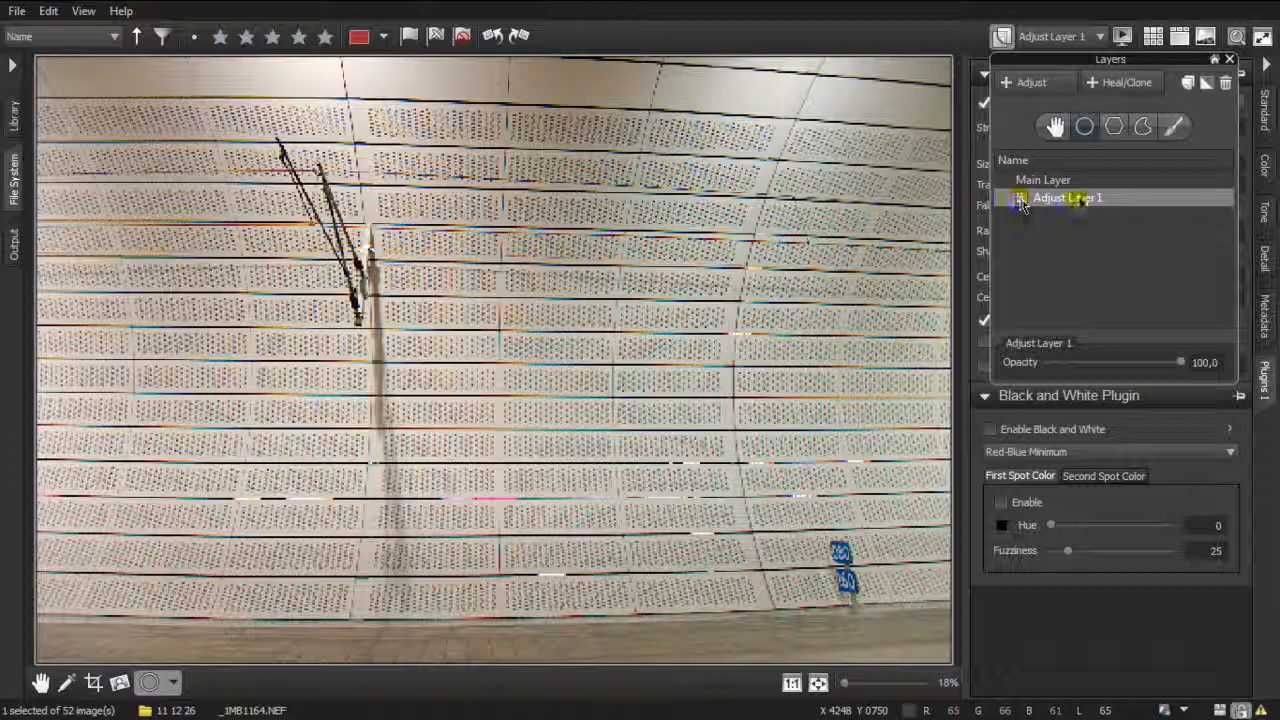 File Edit View Help
Name
Adjust Layer 1
Layers
Adjust
Heal/Clone
Name
Main Layer
Adjust Layer 1
Adjust Layer 1
Opacity 100,0
Library
File System
Output
Standard
Color
Tone
Detail
Metadata
Plugins 1
Black and White Plugin
Enable Black and White
Red-Blue Minimum
First Spot Color Second Spot Color
Enable
Hue 0
Fuzziness 25
1:1
18%
1 selected of 52 image(s) 11 12 26 _1MB1164.NEF
X 4248 Y 0750 R 65 G 66 B 61 L 65